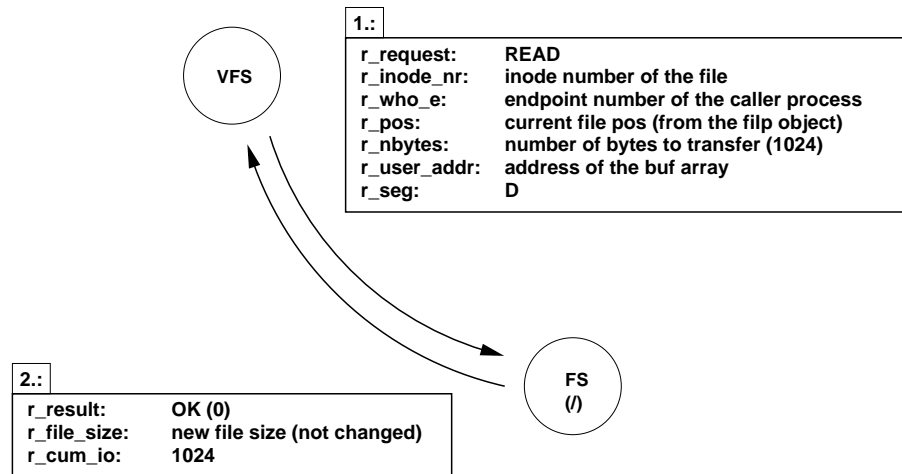 1.:
VFS
r_request: READ
r_inode_nr: inode number of the file
r_who_e: endpoint number of the caller process
r_pos: current file pos (from the filp object)
r_nbytes: number of bytes to transfer (1024)
r_user_addr: address of the buf array
r_seg: D
FS
(/)
2.:
r_result: OK (0)
r_file_size: new file size (not changed)
r_cum_io: 1024